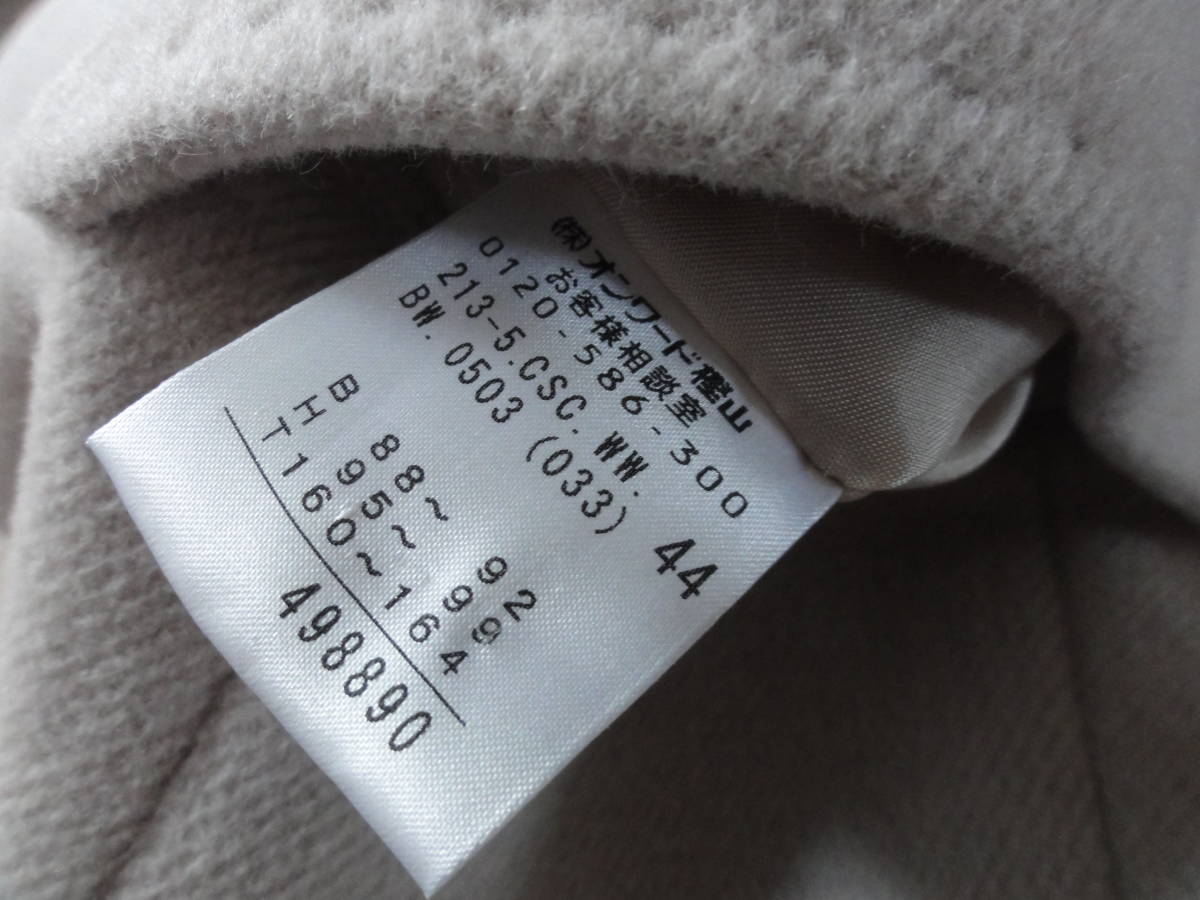 (株)オンワード樫山
お客様相談室
0120-586-300
213-5.CSC.WW.
BW.0503 (033) 44
B 88~ 92
H 95~ 99
T 160~164
498890